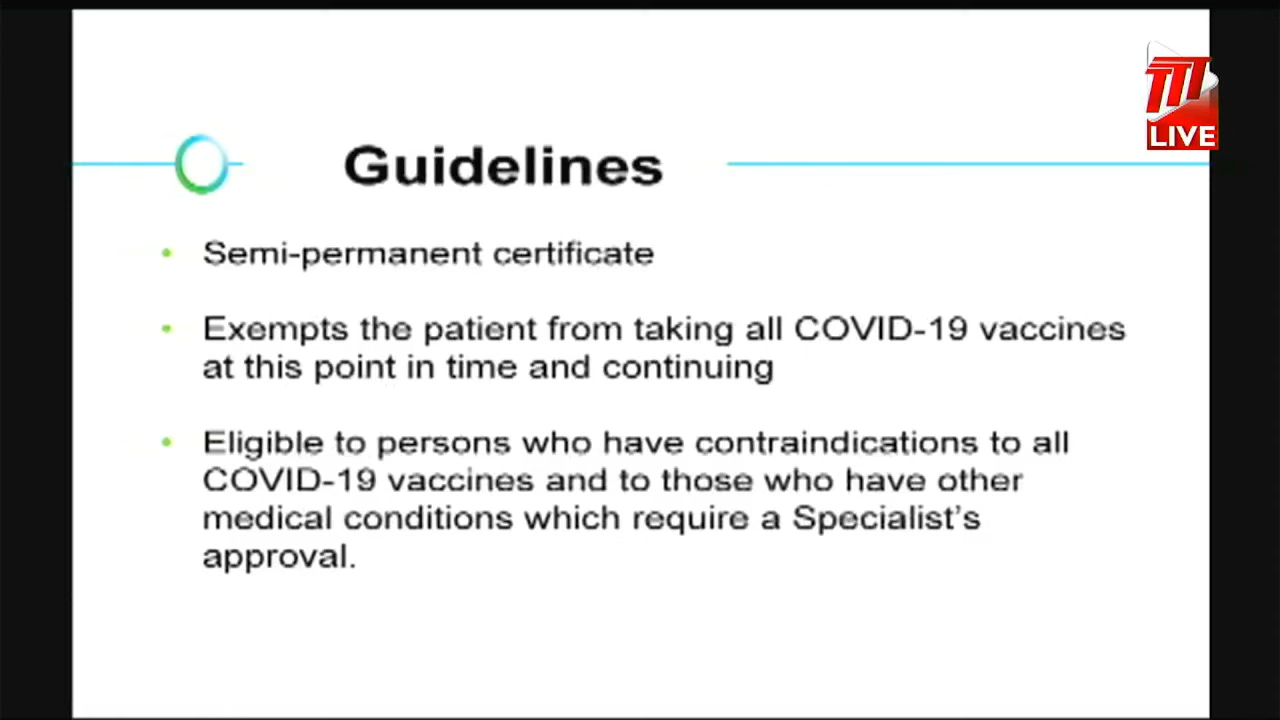 TTT
LIVE
Guidelines
• Semi-permanent certificate
• Exempts the patient from taking all COVID-19 vaccines
at this point in time and continuing
• Eligible to persons who have contraindications to all
COVID-19 vaccines and to those who have other
medical conditions which require a Specialist's
approval.